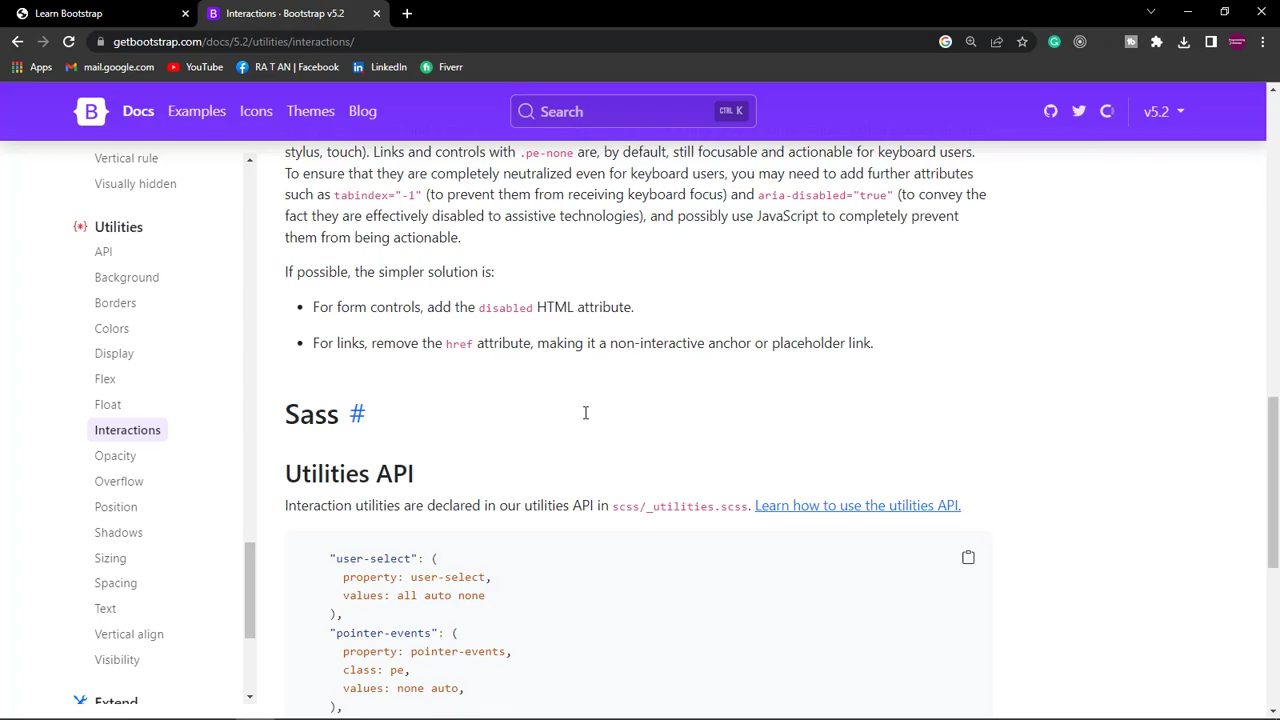 Learn Bootstrap
Interactions · Bootstrap v5.2
getbootstrap.com/docs/5.2/utilities/interactions/
Apps
mail.google.com
YouTube
RA T AN | Facebook
LinkedIn
Fiverr
B Docs Examples Icons Themes Blog
Search CTRL K
v5.2
Vertical rule
Visually hidden
Utilities
API
Background
Borders
Colors
Display
Flex
Float
Interactions
Opacity
Overflow
Position
Shadows
Sizing
Spacing
Text
Vertical align
Visibility
Extend
stylus, touch). Links and controls with .pe-none are, by default, still focusable and actionable for keyboard users.
To ensure that they are completely neutralized even for keyboard users, you may need to add further attributes
such as tabindex="-1" (to prevent them from receiving keyboard focus) and aria-disabled="true" (to convey the
fact they are effectively disabled to assistive technologies), and possibly use JavaScript to completely prevent
them from being actionable.
If possible, the simpler solution is:
• For form controls, add the disabled HTML attribute.
• For links, remove the href attribute, making it a non-interactive anchor or placeholder link.
Sass #
Utilities API
Interaction utilities are declared in our utilities API in scss/_utilities.scss. Learn how to use the utilities API.
"user-select": (
property: user-select,
values: all auto none
),
"pointer-events": (
property: pointer-events,
class: pe,
values: none auto,
),